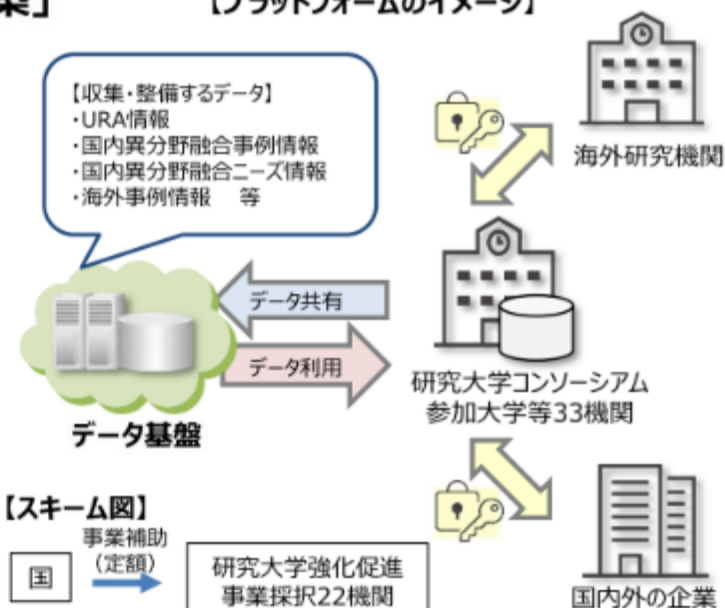 業」
【プラットフォームのイメージ】
【収集・整備するデータ】
・URA情報
・国内異分野融合事例情報
・国内異分野融合ニーズ情報
・海外事例情報　等
海外研究機関
データ共有
データ利用
研究大学コンソーシアム
参加大学等33機関
データ基盤
【スキーム図】
事業補助
（定額）
国
研究大学強化促進
事業採択22機関
国内外の企業